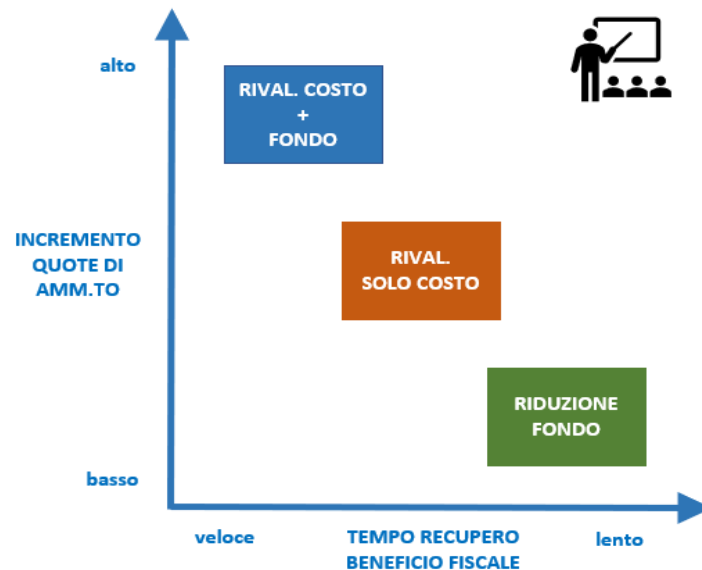 alto
RIVAL. COSTO
+
FONDO
INCREMENTO
QUOTE DI
AMM.TO
RIVAL.
SOLO COSTO
RIDUZIONE
FONDO
basso
veloce
TEMPO RECUPERO
BENEFICIO FISCALE
lento